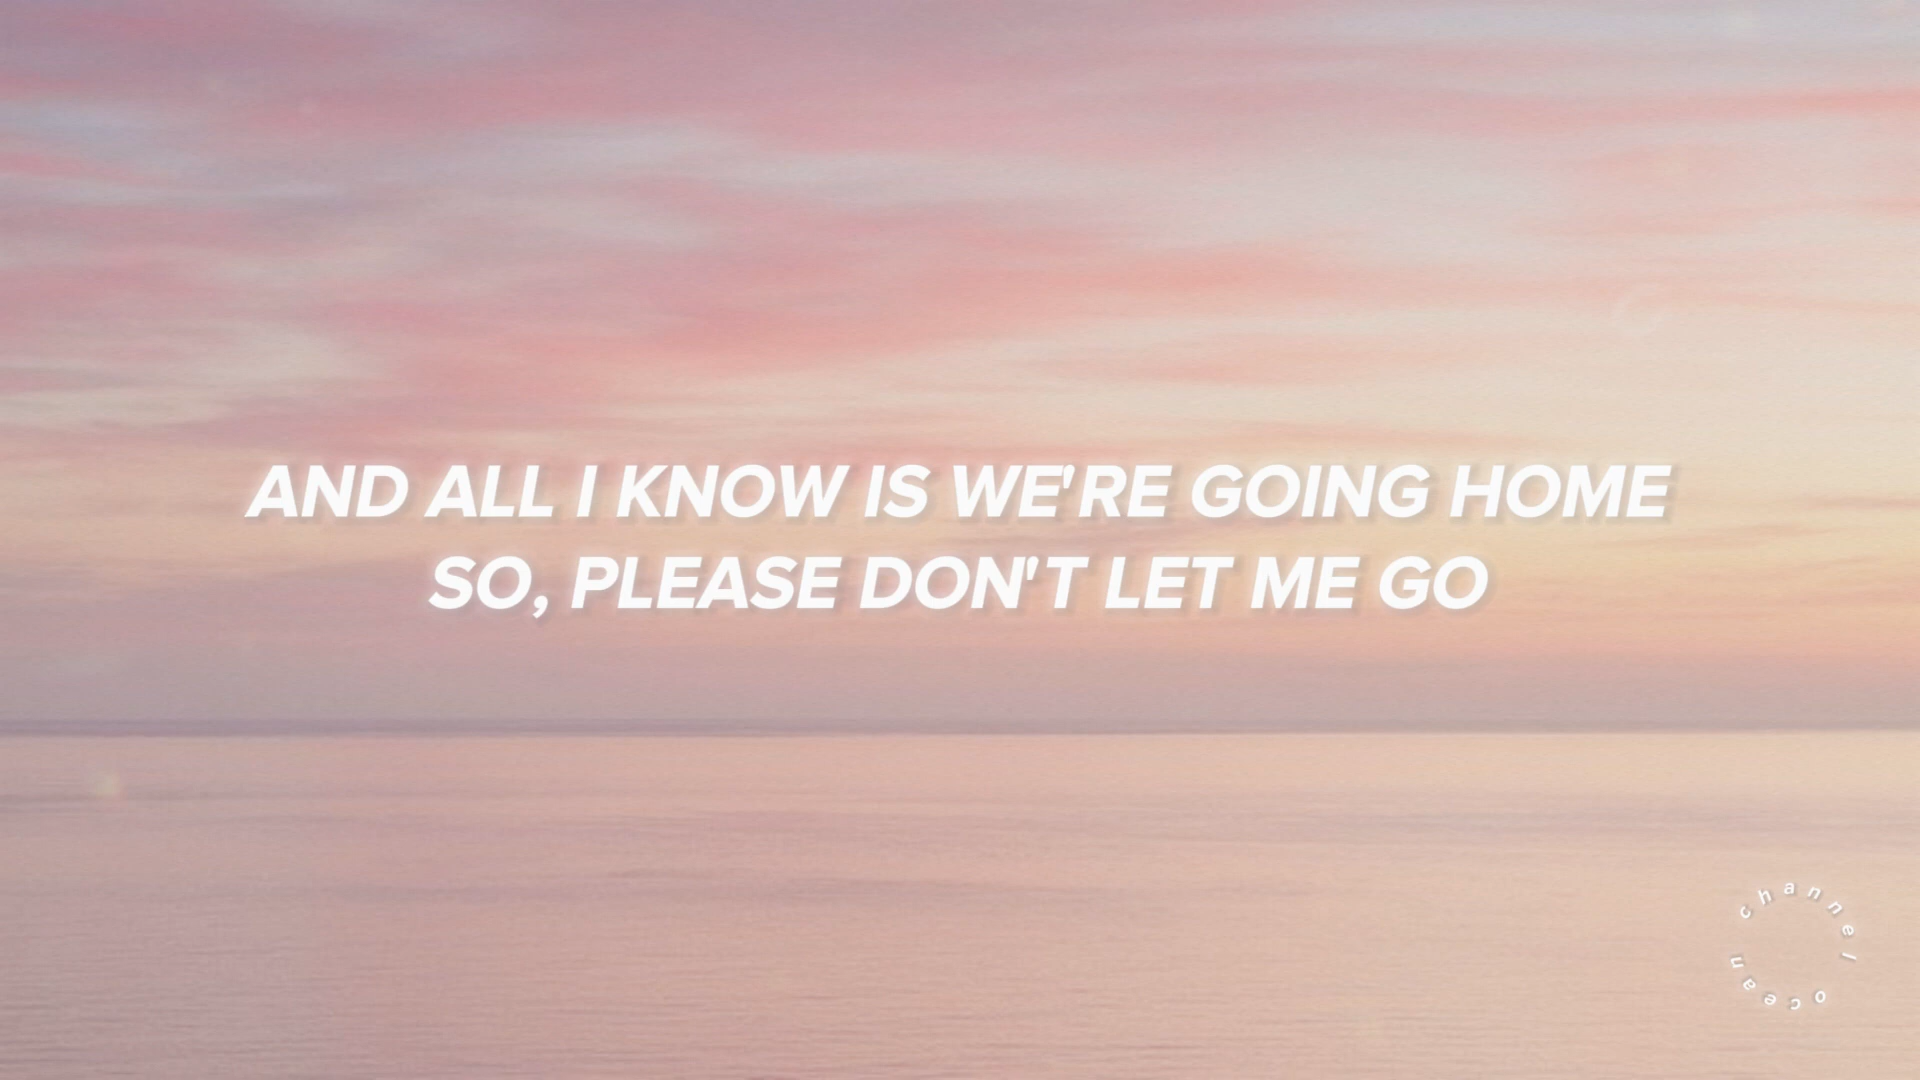 AND ALL I KNOW IS WE'RE GOING HOME
SO, PLEASE DON'T LET ME GO
channel ocean